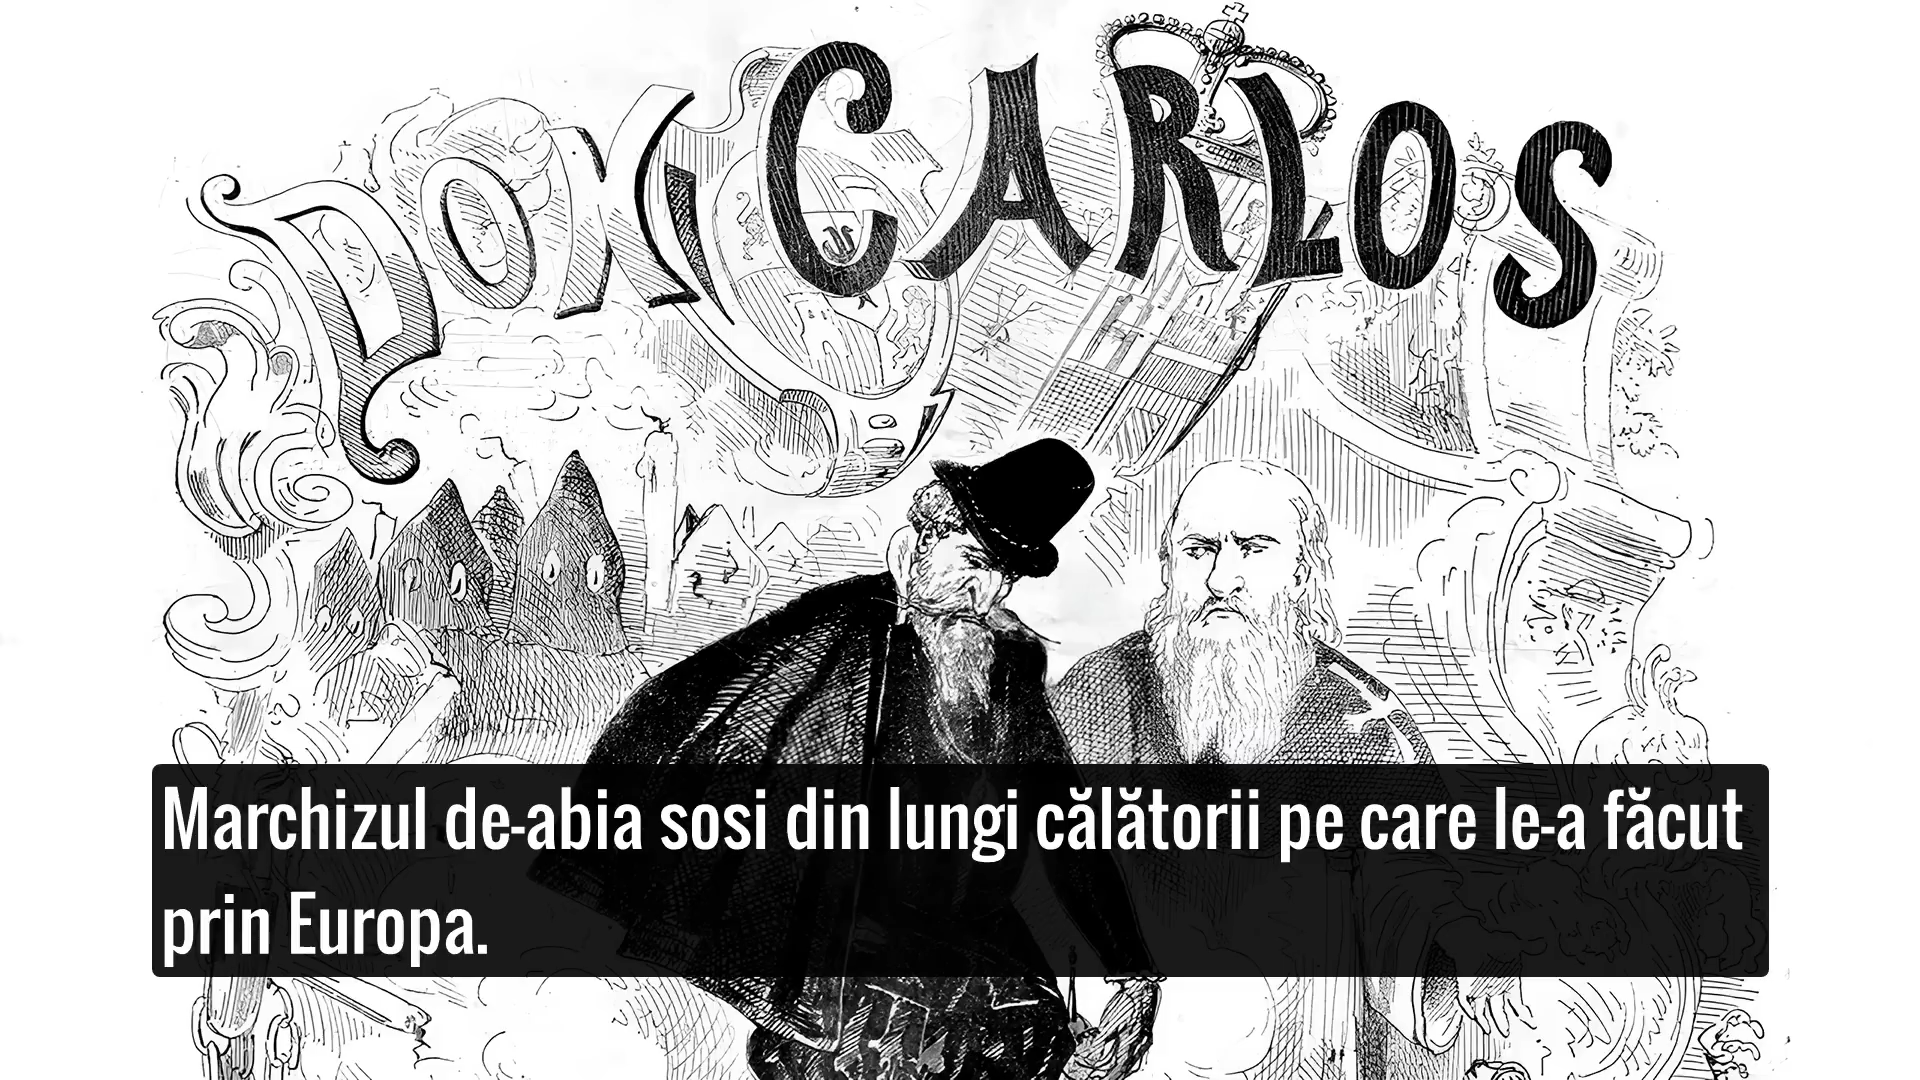 DON CARLOS
Marchizul de-abia sosi din lungi călătorii pe care le-a făcut
prin Europa.